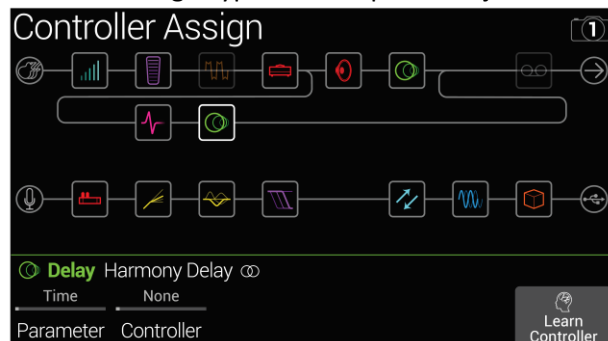 Controller Assign
1
Delay Harmony Delay
Time None
Parameter Controller
Learn
Controller